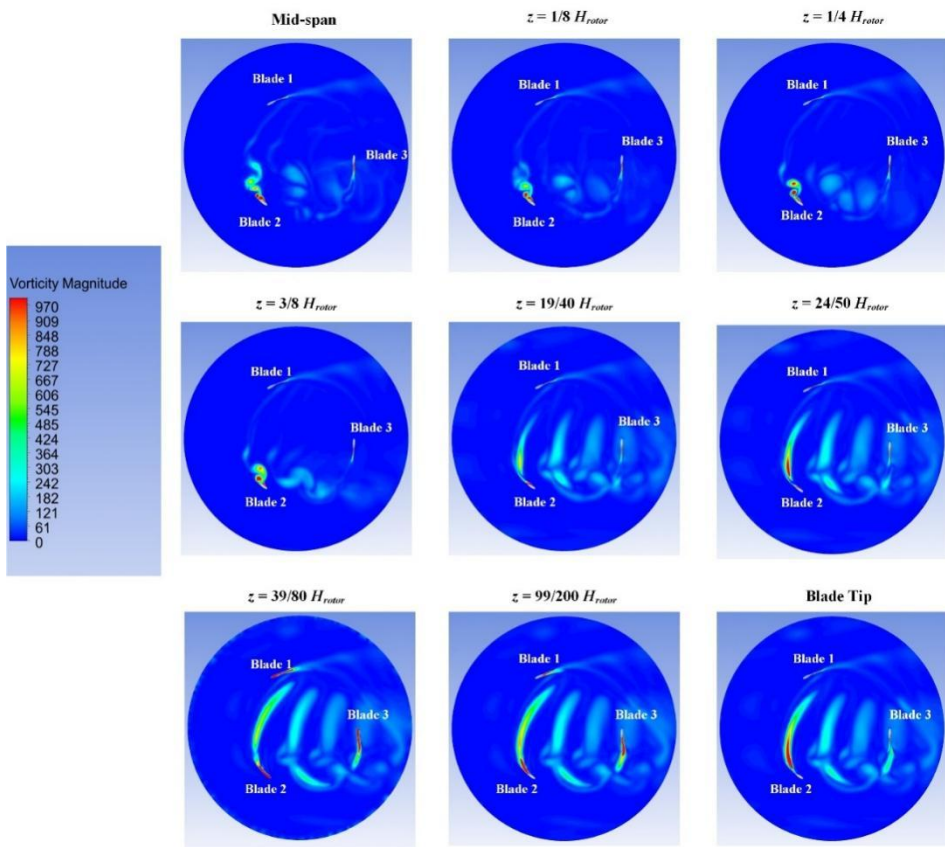 Mid-span
z = 1/8 H_rotor
z = 1/4 H_rotor
Blade 1
Blade 3
Blade 2
Blade 1
Blade 3
Blade 2
Blade 1
Blade 3
Blade 2
Vorticity Magnitude
970
909
848
788
727
667
606
545
485
424
364
303
242
182
121
61
0
z = 3/8 H_rotor
z = 19/40 H_rotor
z = 24/50 H_rotor
Blade 1
Blade 3
Blade 2
Blade 1
Blade 3
Blade 2
Blade 1
Blade 3
Blade 2
z = 39/80 H_rotor
z = 99/200 H_rotor
Blade Tip
Blade 1
Blade 3
Blade 2
Blade 1
Blade 3
Blade 2
Blade 1
Blade 3
Blade 2